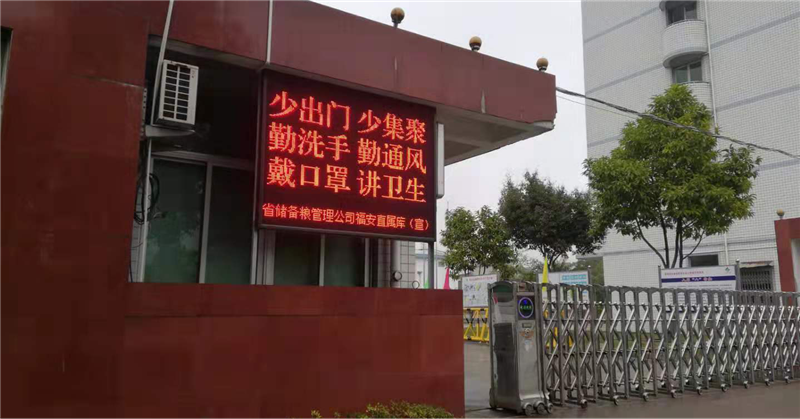 少出门 少集聚
勤洗手 勤通风
戴口罩 讲卫生
省储备粮管理公司福安直属库（宣）